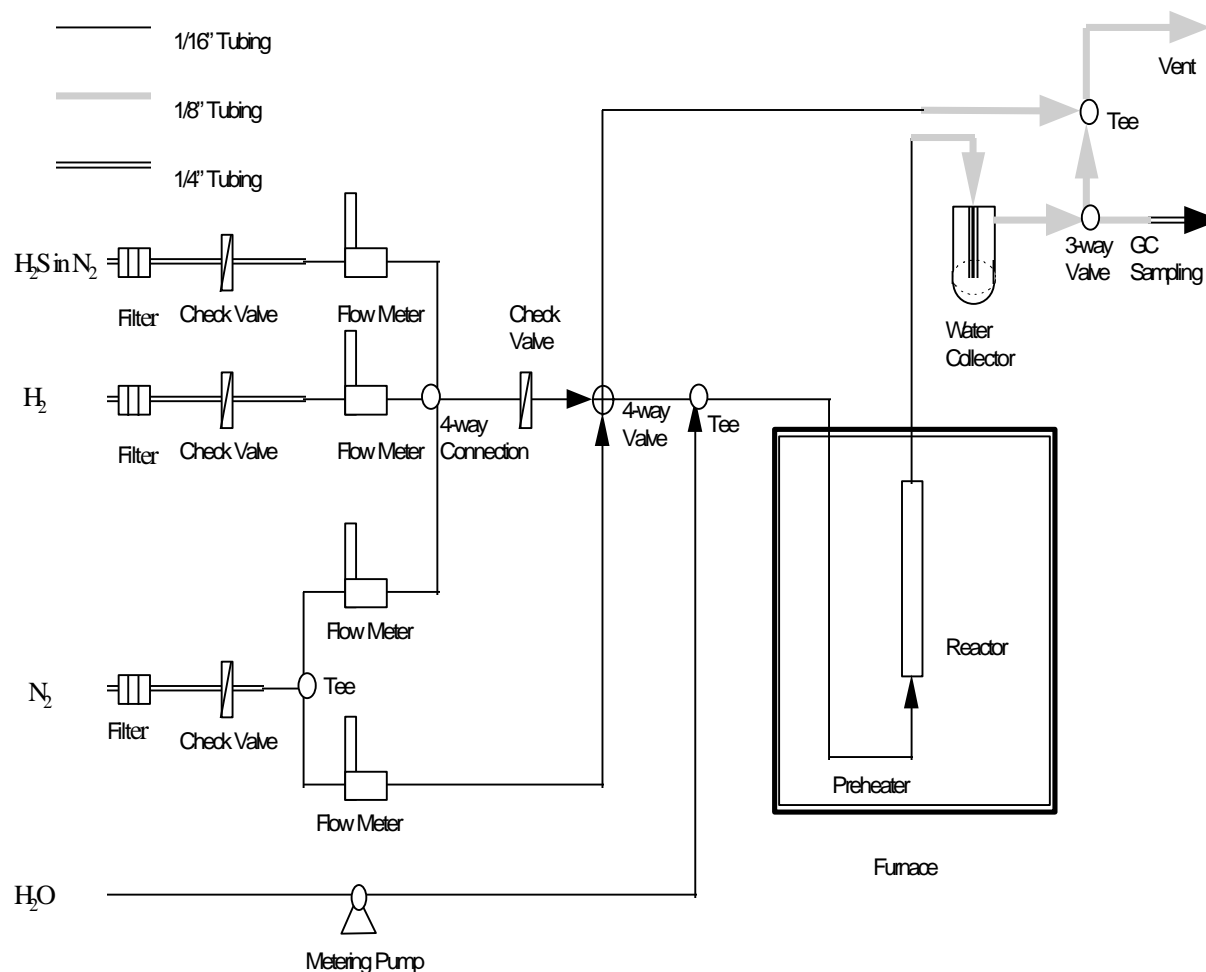 1/16” Tubing
Vent
1/8” Tubing
Tee
1/4” Tubing
H₂S in N₂
Filter
Check Valve
Flow Meter
Check
Valve
3-way
Valve
GC
Sampling
Water
Collector
H₂
Filter
Check Valve
Flow Meter
4-way
Connection
4-way
Valve
Tee
Flow Meter
Reactor
N₂
Tee
Filter
Check Valve
Preheater
Flow Meter
Furnace
H₂O
Metering Pump